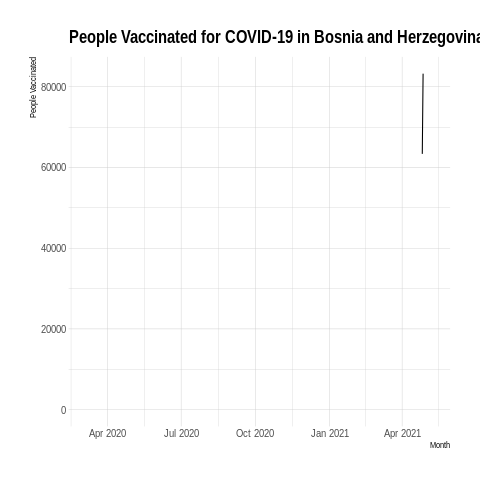 People Vaccinated for COVID-19 in Bosnia and Herzegovina
People Vaccinated
80000
60000
40000
20000
0
Apr 2020 Jul 2020 Oct 2020 Jan 2021 Apr 2021
Month